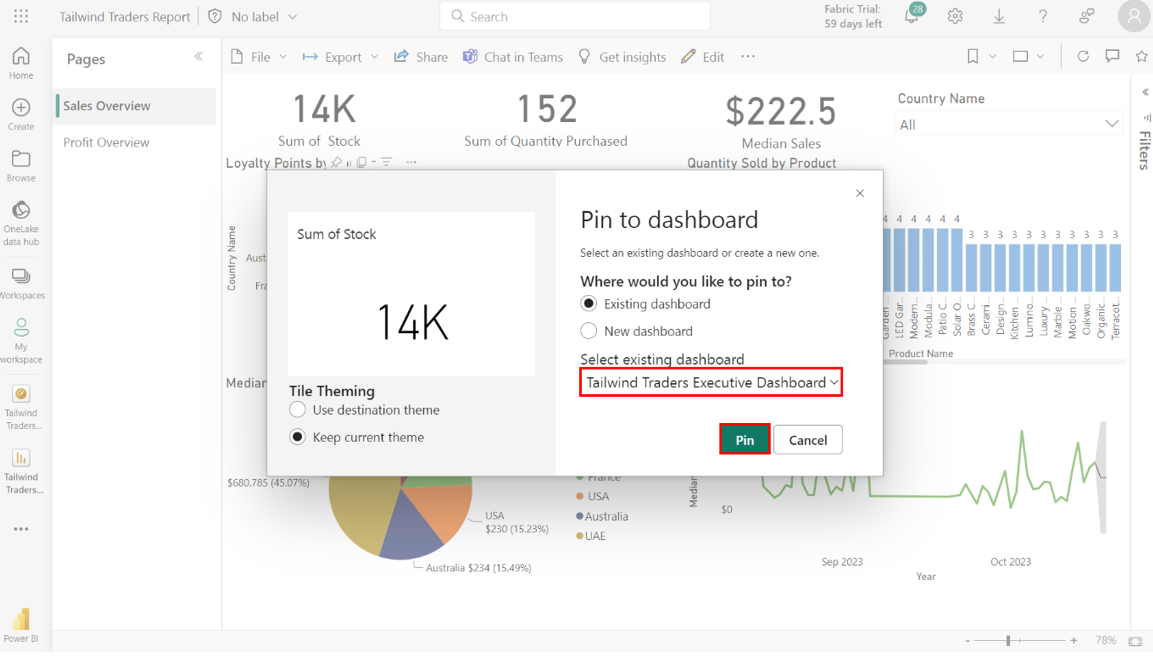 Tailwind Traders Report
No label
Search
Fabric Trial:
59 days left
28
Home
Create
Browse
OneLake
data hub
Workspaces
My
workspace
Tailwind
Traders...
Tailwind
Traders...
Power BI
Pages
Sales Overview
Profit Overview
File
Export
Share
Chat in Teams
Get insights
Edit
14K
Sum of Stock
152
Sum of Quantity Purchased
$222.5
Median Sales
Country Name
All
Filters
Loyalty Points by
Quantity Sold by Product
Country Name
Aust
Fra
Median
Sum of Stock
14K
Tile Theming
Use destination theme
Keep current theme
Pin to dashboard
Select an existing dashboard or create a new one.
Where would you like to pin to?
Existing dashboard
New dashboard
Select existing dashboard
Tailwind Traders Executive Dashboard
Pin
Cancel
4 4 4 4 4 4
3 3 3 3 3 3 3 3 3 3 3
Garden ...
LED Gar...
Modern...
Modula...
Patio C...
Solar O...
Brass C...
Cerami...
Design...
Kitchen ...
Lumino...
Luxury ...
Marble ...
Motion ...
Oakwo...
Organic...
Terracot...
Product Name
$680.785 (45.07%)
USA
$230 (15.23%)
Australia $234 (15.49%)
France
USA
Australia
UAE
Median
$0
Sep 2023
Oct 2023
Year
- + 78%